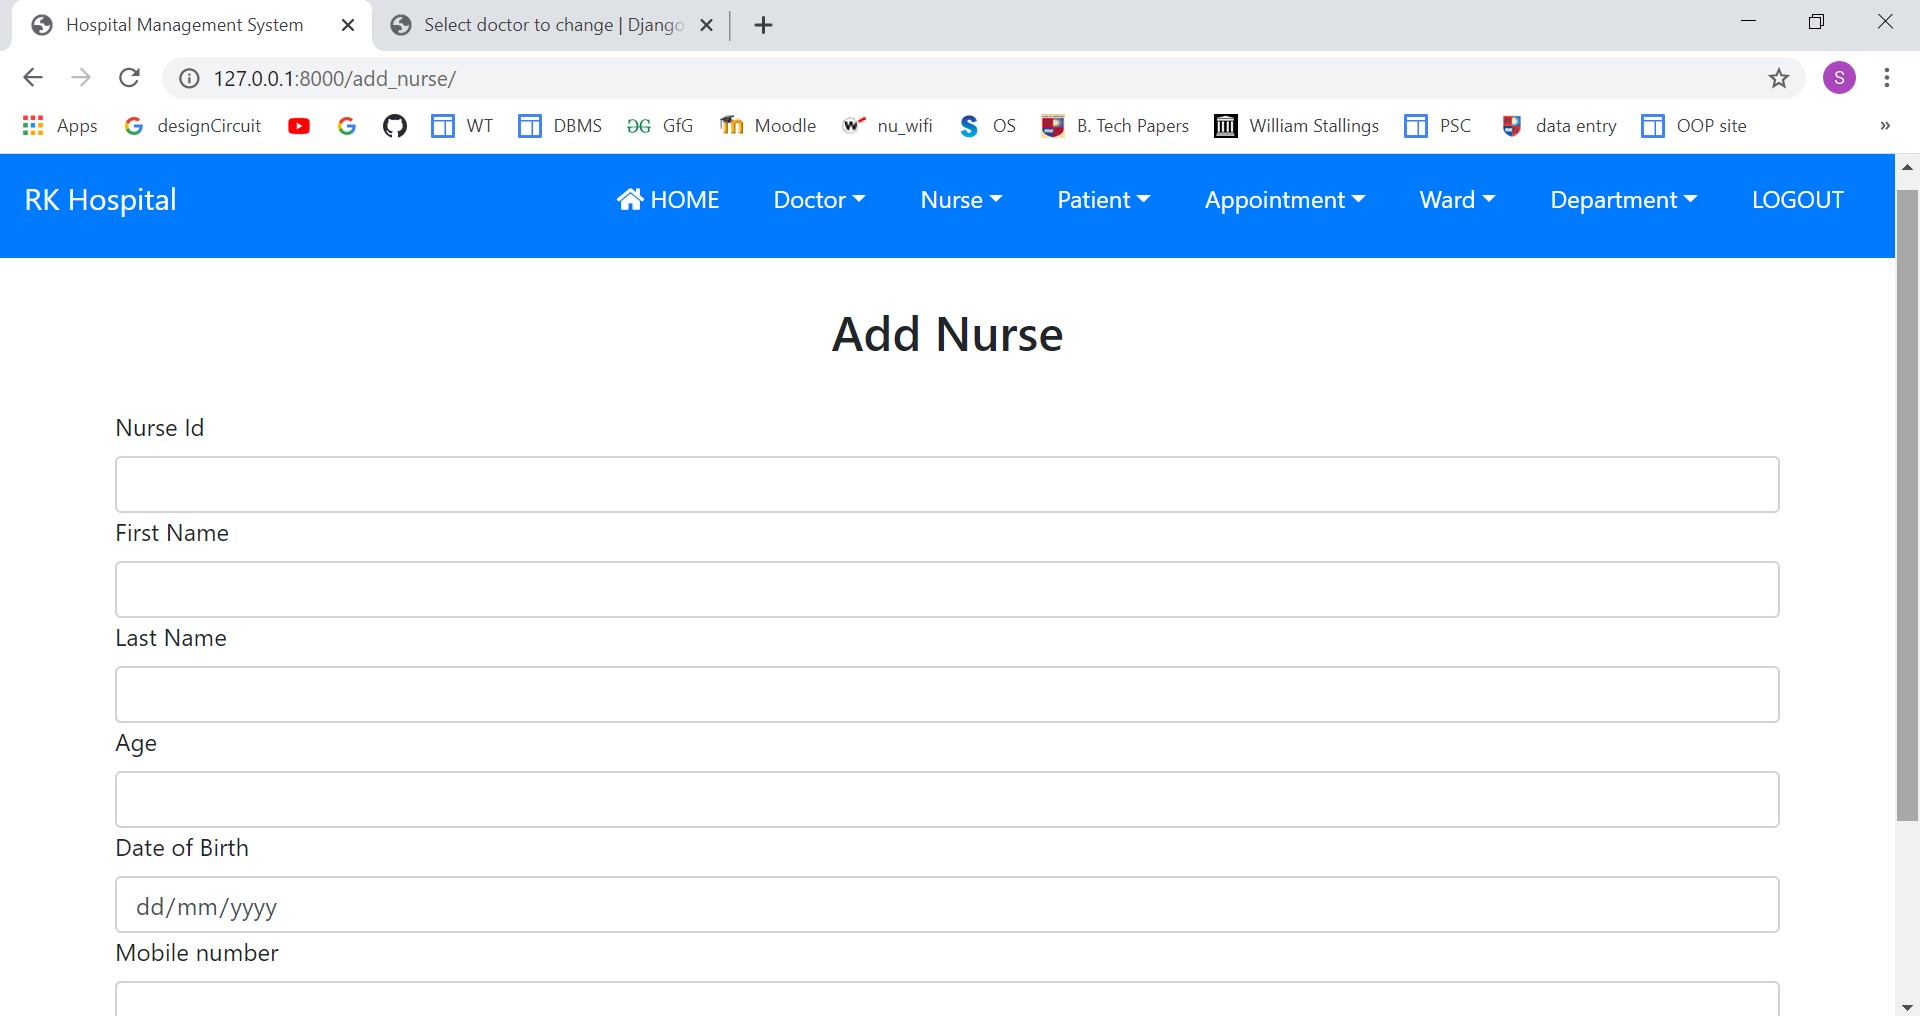 Hospital Management System
Select doctor to change | Django
127.0.0.1:8000/add_nurse/
S
Apps designCircuit WT DBMS GfG Moodle nu_wifi OS B. Tech Papers William Stallings PSC data entry OOP site »
RK Hospital HOME Doctor Nurse Patient Appointment Ward Department LOGOUT
Add Nurse
Nurse Id
First Name
Last Name
Age
Date of Birth
dd/mm/yyyy
Mobile number